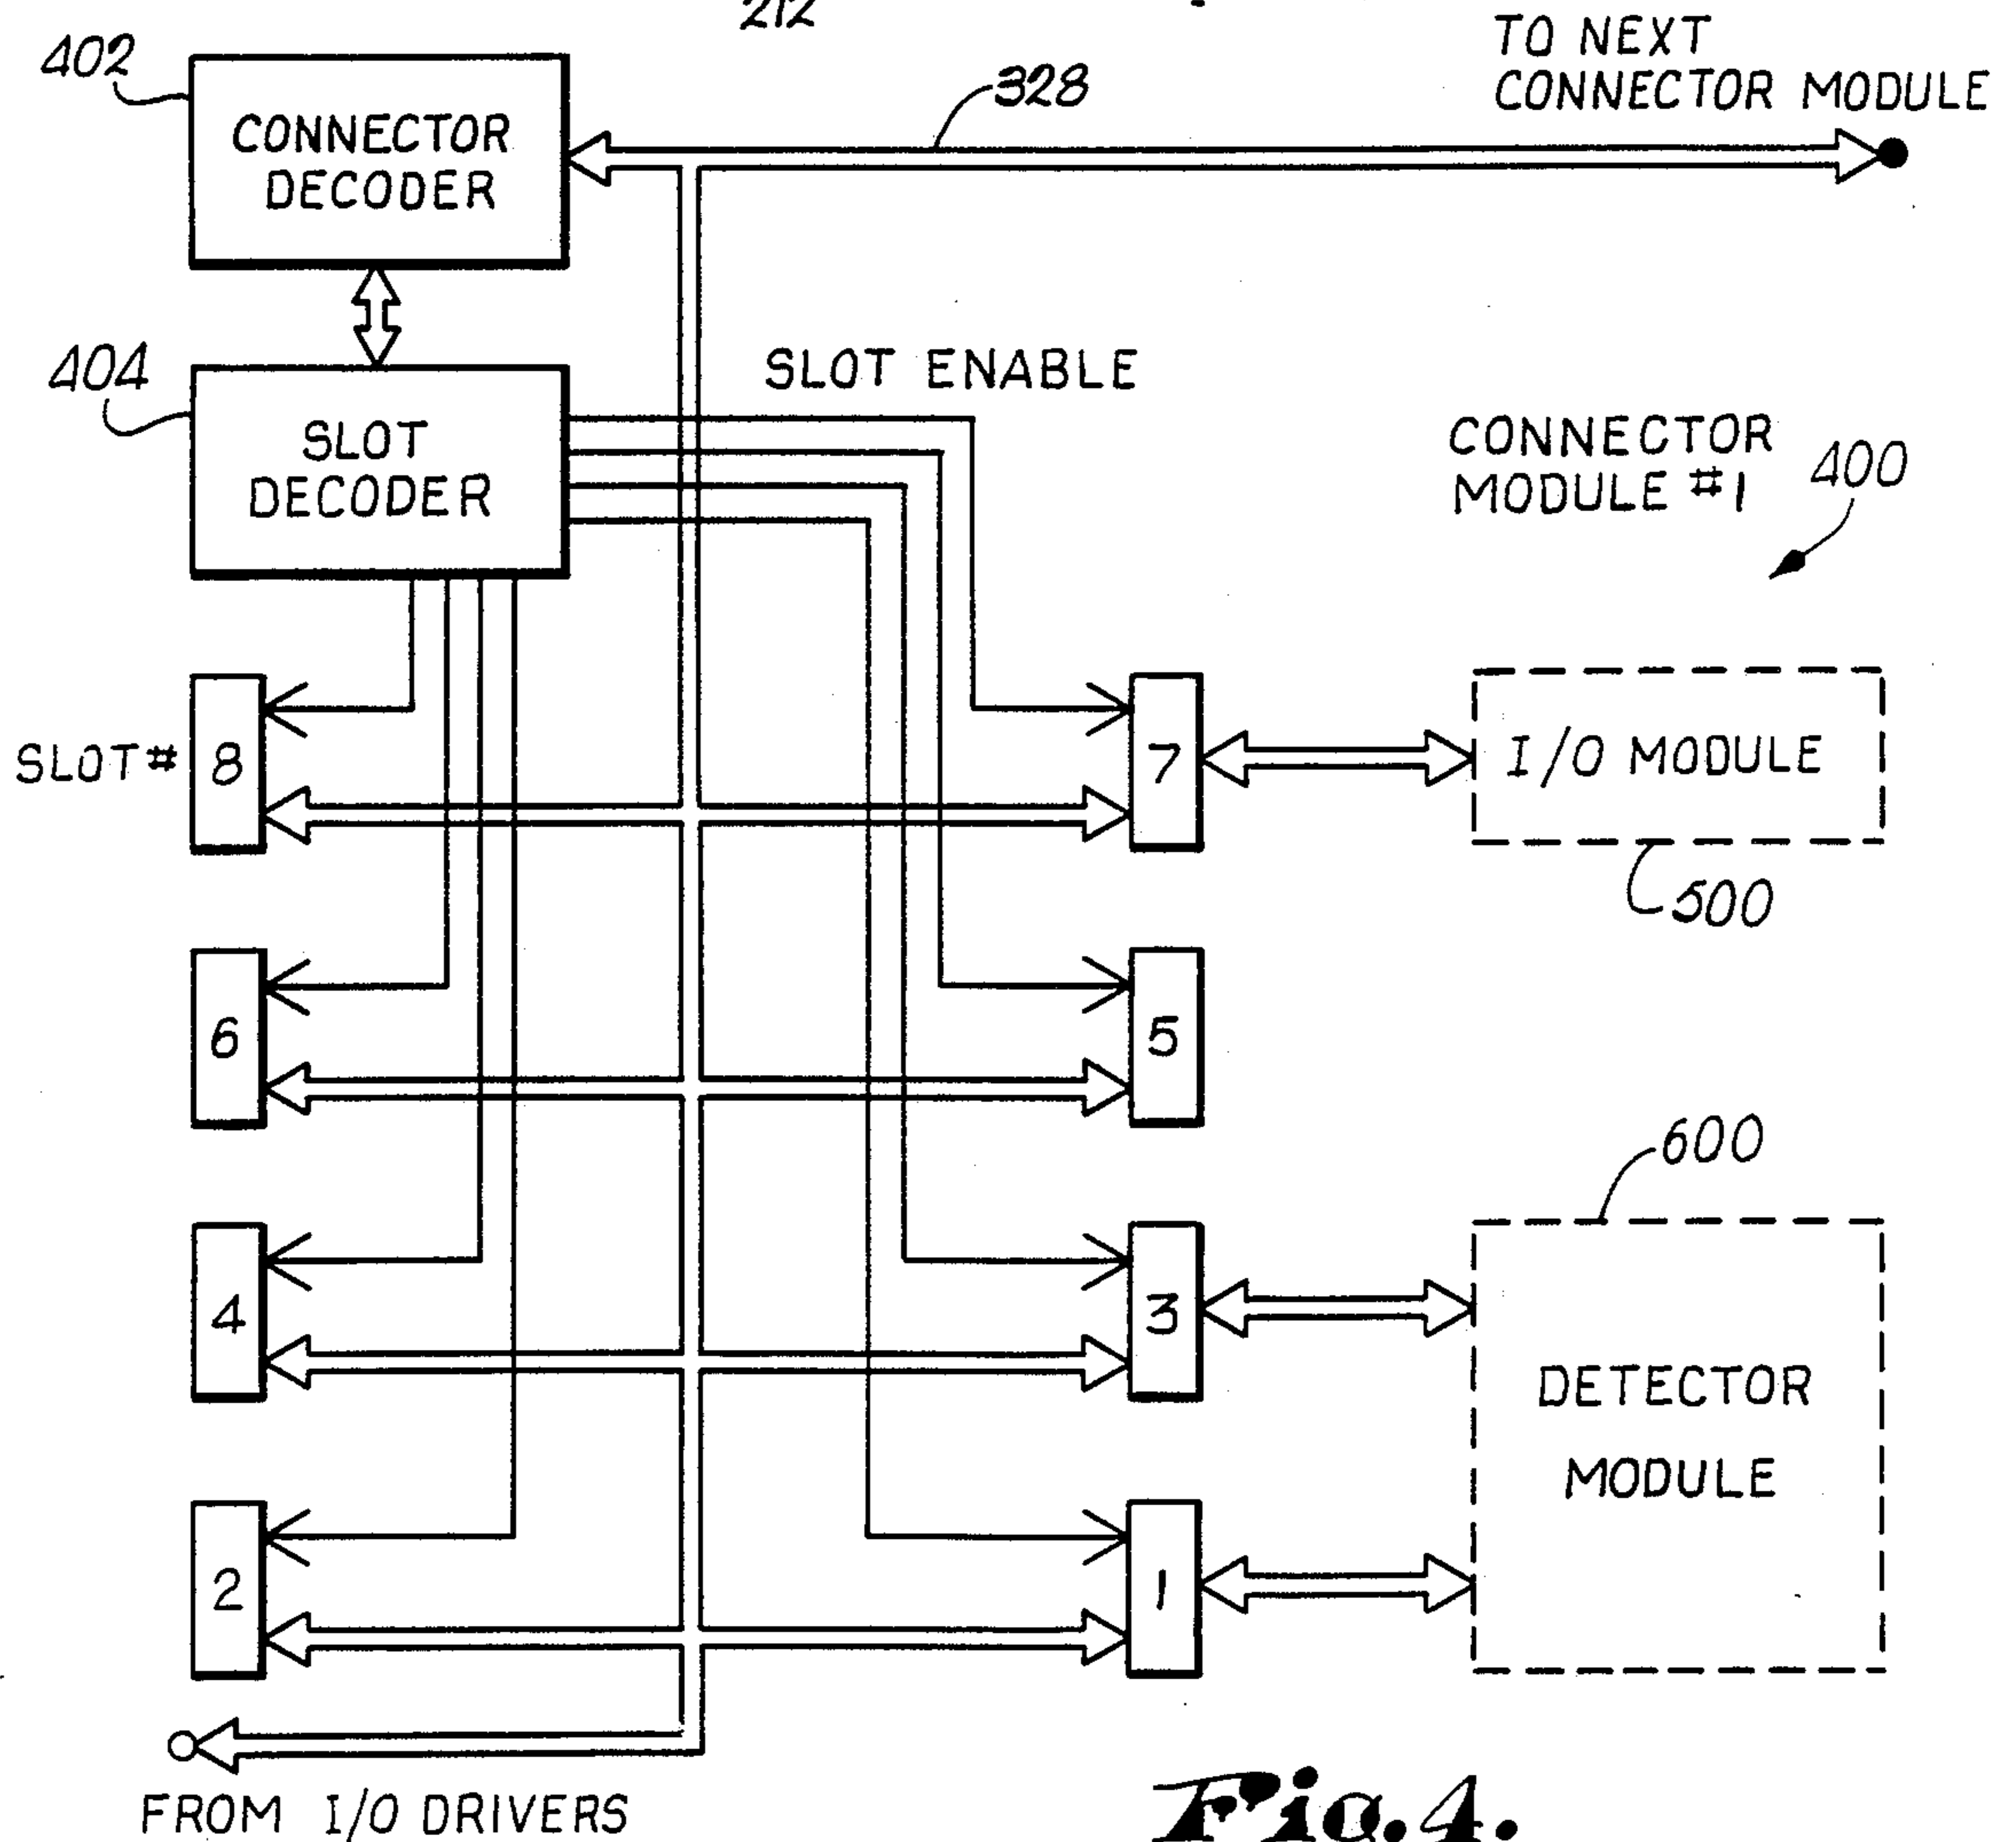 212
402
CONNECTOR
DECODER
328
TO NEXT
CONNECTOR MODULE
404
SLOT
DECODER
SLOT ENABLE
CONNECTOR
MODULE #1
400
SLOT#
8
7
I/O MODULE
500
6
5
600
4
3
DETECTOR
MODULE
2
1
FROM I/O DRIVERS
Fig. 4.